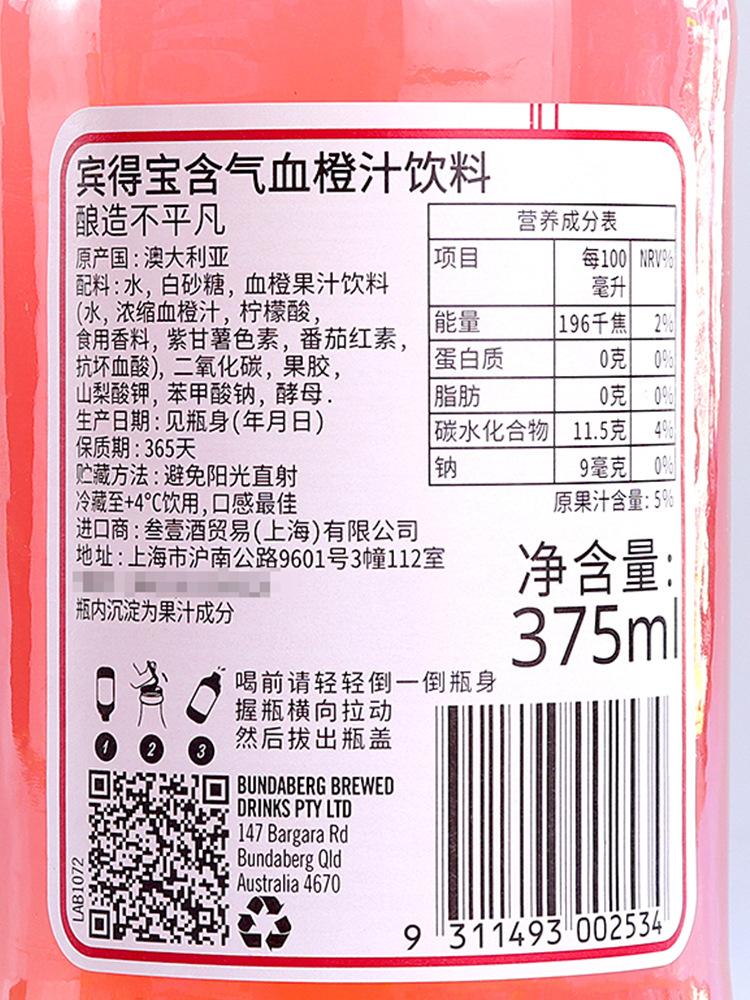 宾得宝含气血橙汁饮料
酿造不平凡
原产国：澳大利亚
配料：水，白砂糖，血橙果汁饮料
(水，浓缩血橙汁，柠檬酸，
食用香料，紫甘薯色素，番茄红素，
抗坏血酸)，二氧化碳，果胶，
山梨酸钾，苯甲酸钠，酵母．
生产日期：见瓶身(年月日)
保质期：365天
贮藏方法：避免阳光直射
冷藏至+4°C饮用，口感最佳
进口商：叁壹酒贸易(上海)有限公司
地址：上海市沪南公路9601号3幢112室
瓶内沉淀为果汁成分
营养成分表
项目 每100毫升 NRV%
能量 196千焦 2%
蛋白质 0克 0%
脂肪 0克 0%
碳水化合物 11.5克 4%
钠 9毫克 0%
原果汁含量：5%
净含量：
375ml
喝前请轻轻倒一倒瓶身
握瓶横向拉动
然后拔出瓶盖
1 2 3
BUNDABERG BREWED
DRINKS PTY LTD
147 Bargara Rd
Bundaberg Qld
Australia 4670
LAB1072
9 311493 002534